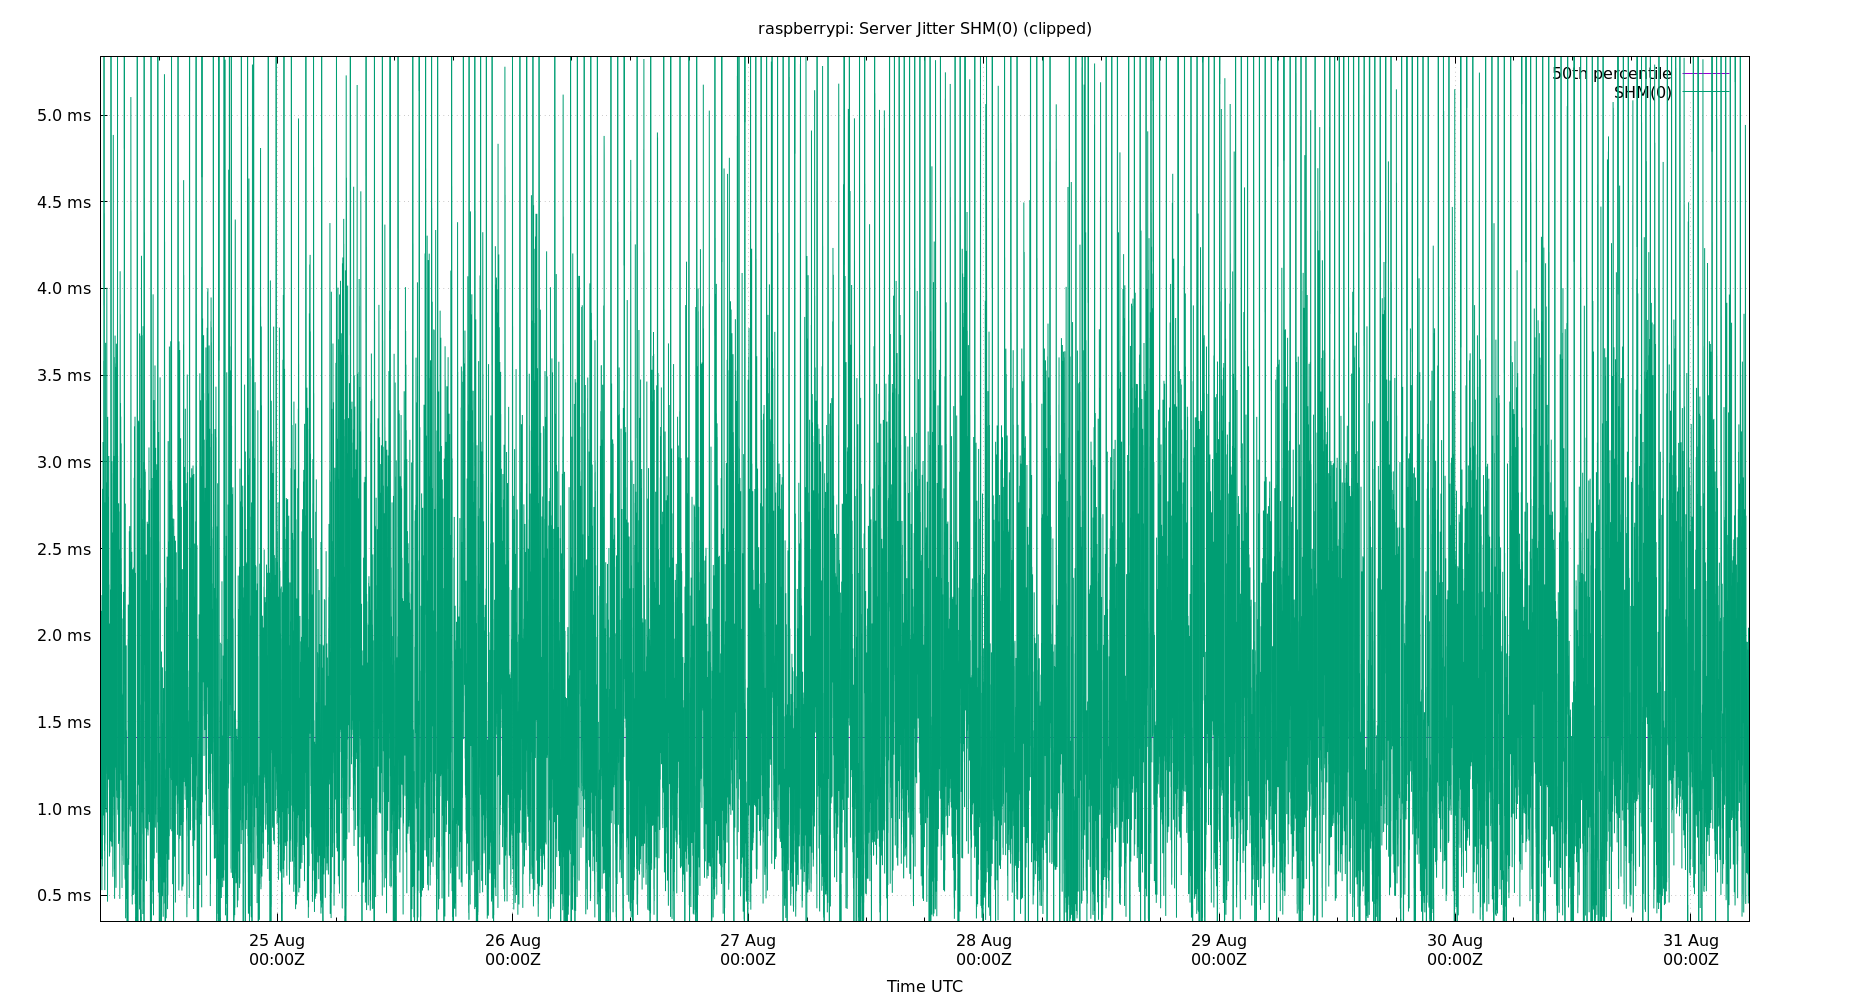 raspberrypi: Server Jitter SHM(0) (clipped)
50th percentile
SHM(0)
5.0 ms
4.5 ms
4.0 ms
3.5 ms
3.0 ms
2.5 ms
2.0 ms
1.5 ms
1.0 ms
0.5 ms
25 Aug 26 Aug 27 Aug 28 Aug 29 Aug 30 Aug 31 Aug
00:00Z 00:00Z 00:00Z 00:00Z 00:00Z 00:00Z 00:00Z
Time UTC